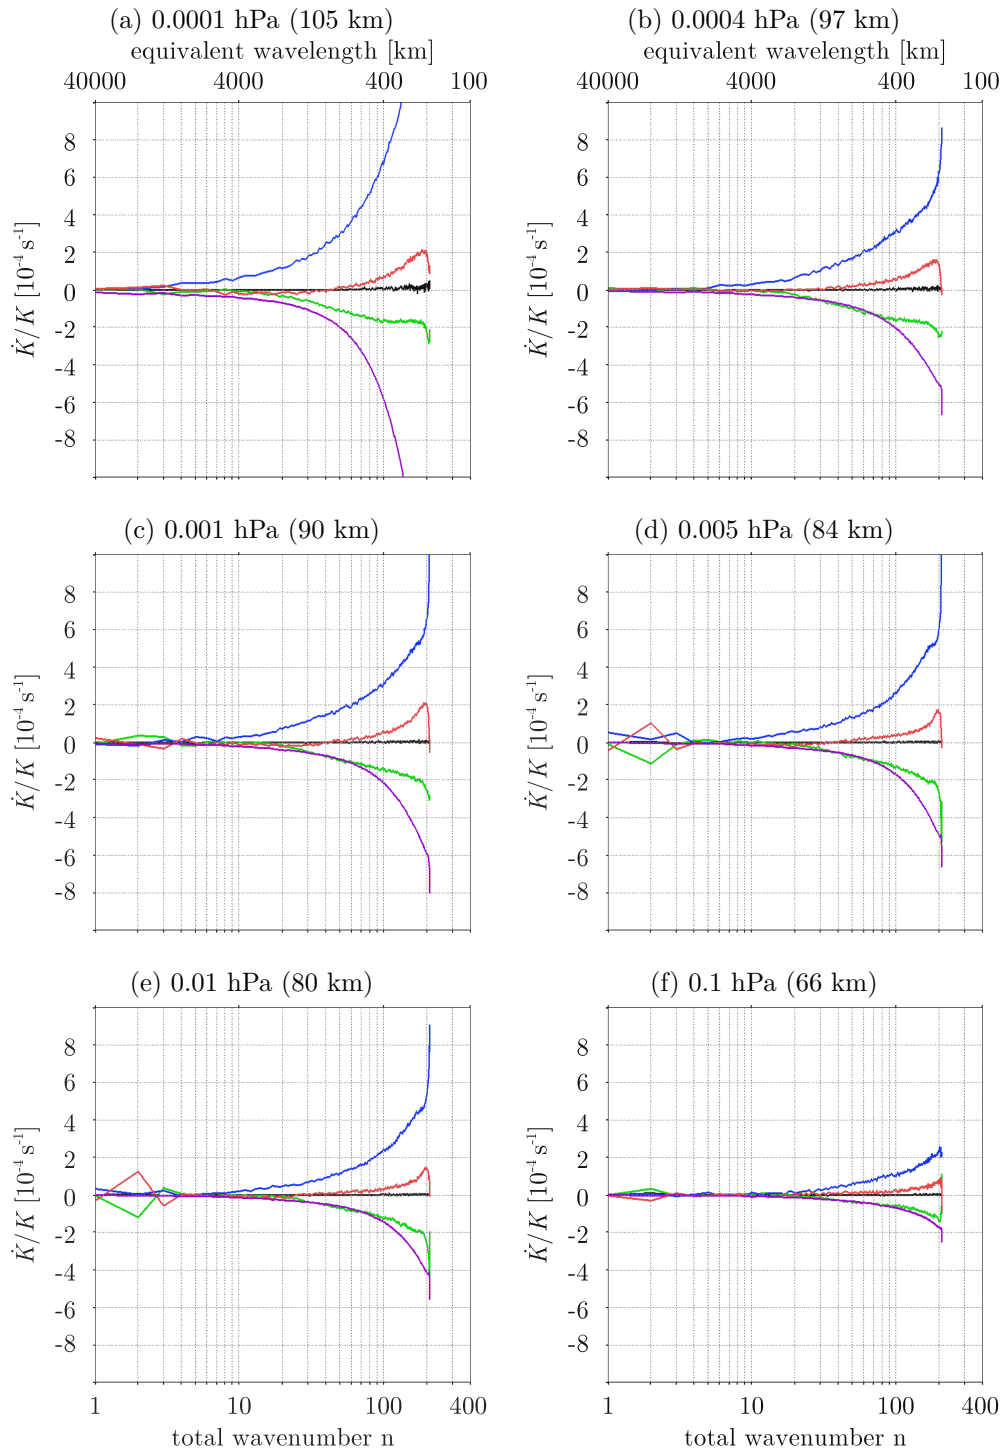 (a) 0.0001 hPa (105 km)
equivalent wavelength [km]
40000 4000 400 100
8
6
4
2
0
-2
-4
-6
-8
K̇/K [10⁻⁴ s⁻¹]
(b) 0.0004 hPa (97 km)
equivalent wavelength [km]
40000 4000 400 100
8
6
4
2
0
-2
-4
-6
-8
K̇/K [10⁻⁴ s⁻¹]
(c) 0.001 hPa (90 km)
8
6
4
2
0
-2
-4
-6
-8
K̇/K [10⁻⁴ s⁻¹]
(d) 0.005 hPa (84 km)
8
6
4
2
0
-2
-4
-6
-8
K̇/K [10⁻⁴ s⁻¹]
(e) 0.01 hPa (80 km)
8
6
4
2
0
-2
-4
-6
-8
K̇/K [10⁻⁴ s⁻¹]
1 10 100 400
total wavenumber n
(f) 0.1 hPa (66 km)
8
6
4
2
0
-2
-4
-6
-8
K̇/K [10⁻⁴ s⁻¹]
1 10 100 400
total wavenumber n